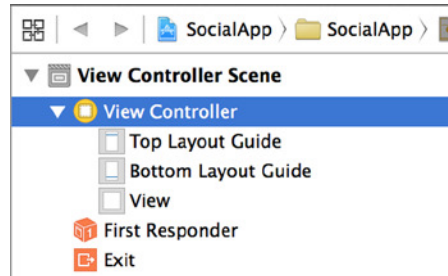 SocialApp SocialApp
View Controller Scene
View Controller
Top Layout Guide
Bottom Layout Guide
View
First Responder
Exit